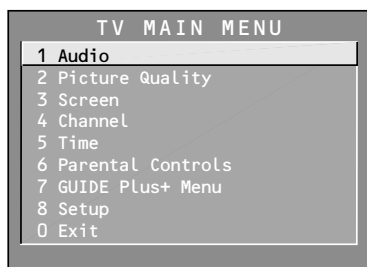 TV MAIN MENU
1 Audio
2 Picture Quality
3 Screen
4 Channel
5 Time
6 Parental Controls
7 GUIDE Plus+ Menu
8 Setup
0 Exit